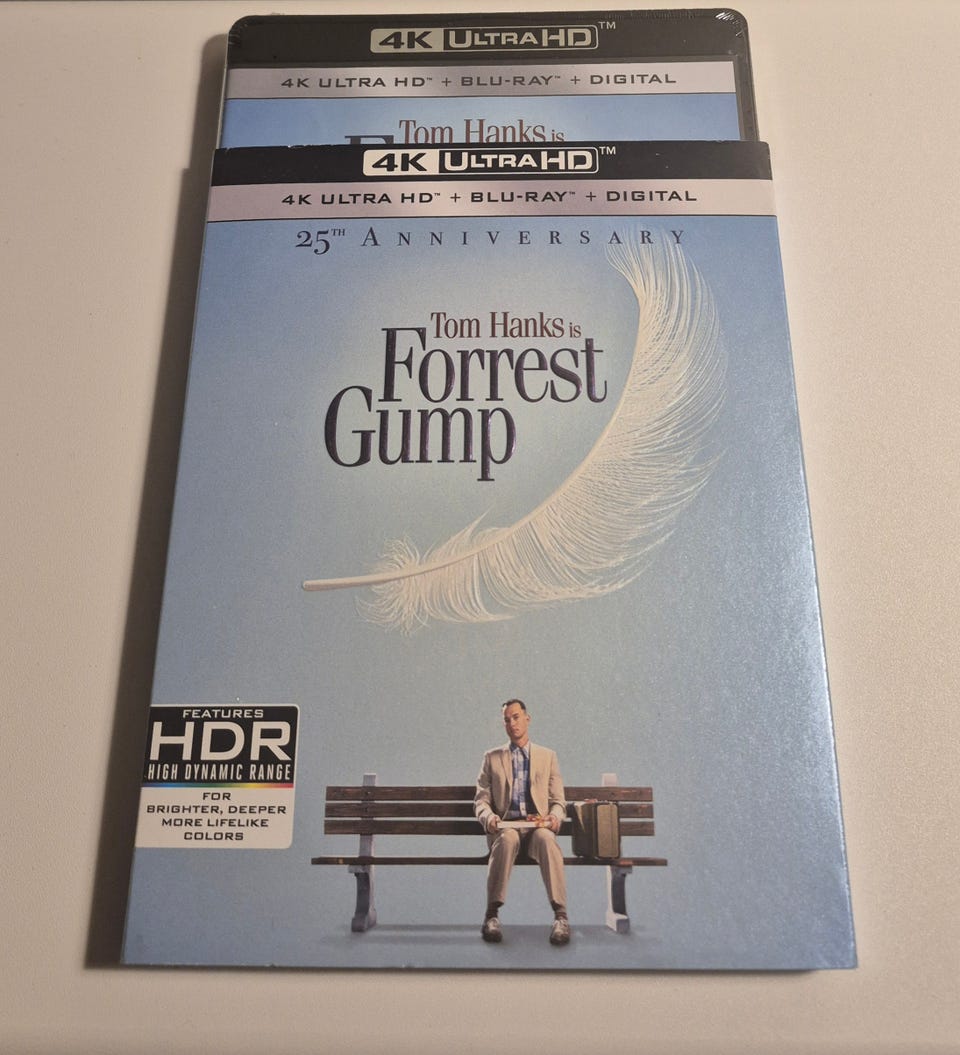 4K ULTRA HD™
4K ULTRA HD™ + BLU-RAY™ + DIGITAL
Tom Hanks is
4K ULTRA HD™
4K ULTRA HD™ + BLU-RAY™ + DIGITAL
25TH ANNIVERSARY
Tom Hanks is
Forrest
Gump
FEATURES
HDR
HIGH DYNAMIC RANGE
FOR
BRIGHTER, DEEPER
MORE LIFELIKE
COLORS